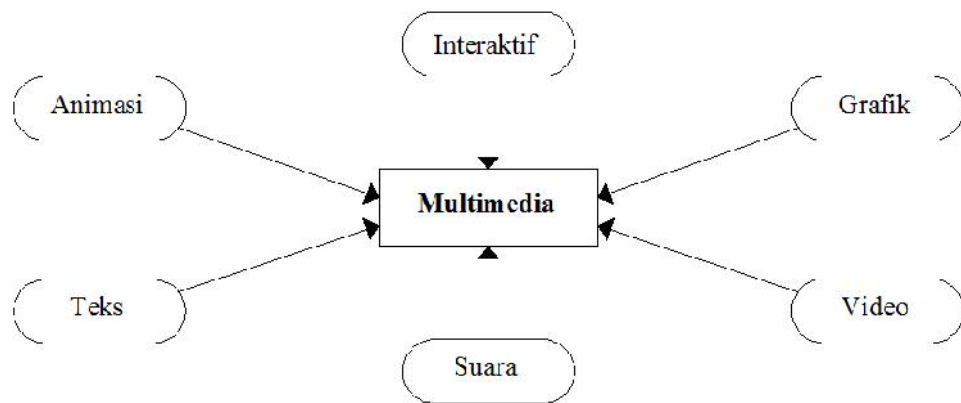 Interaktif
Animasi
Grafik
Multimedia
Teks
Video
Suara